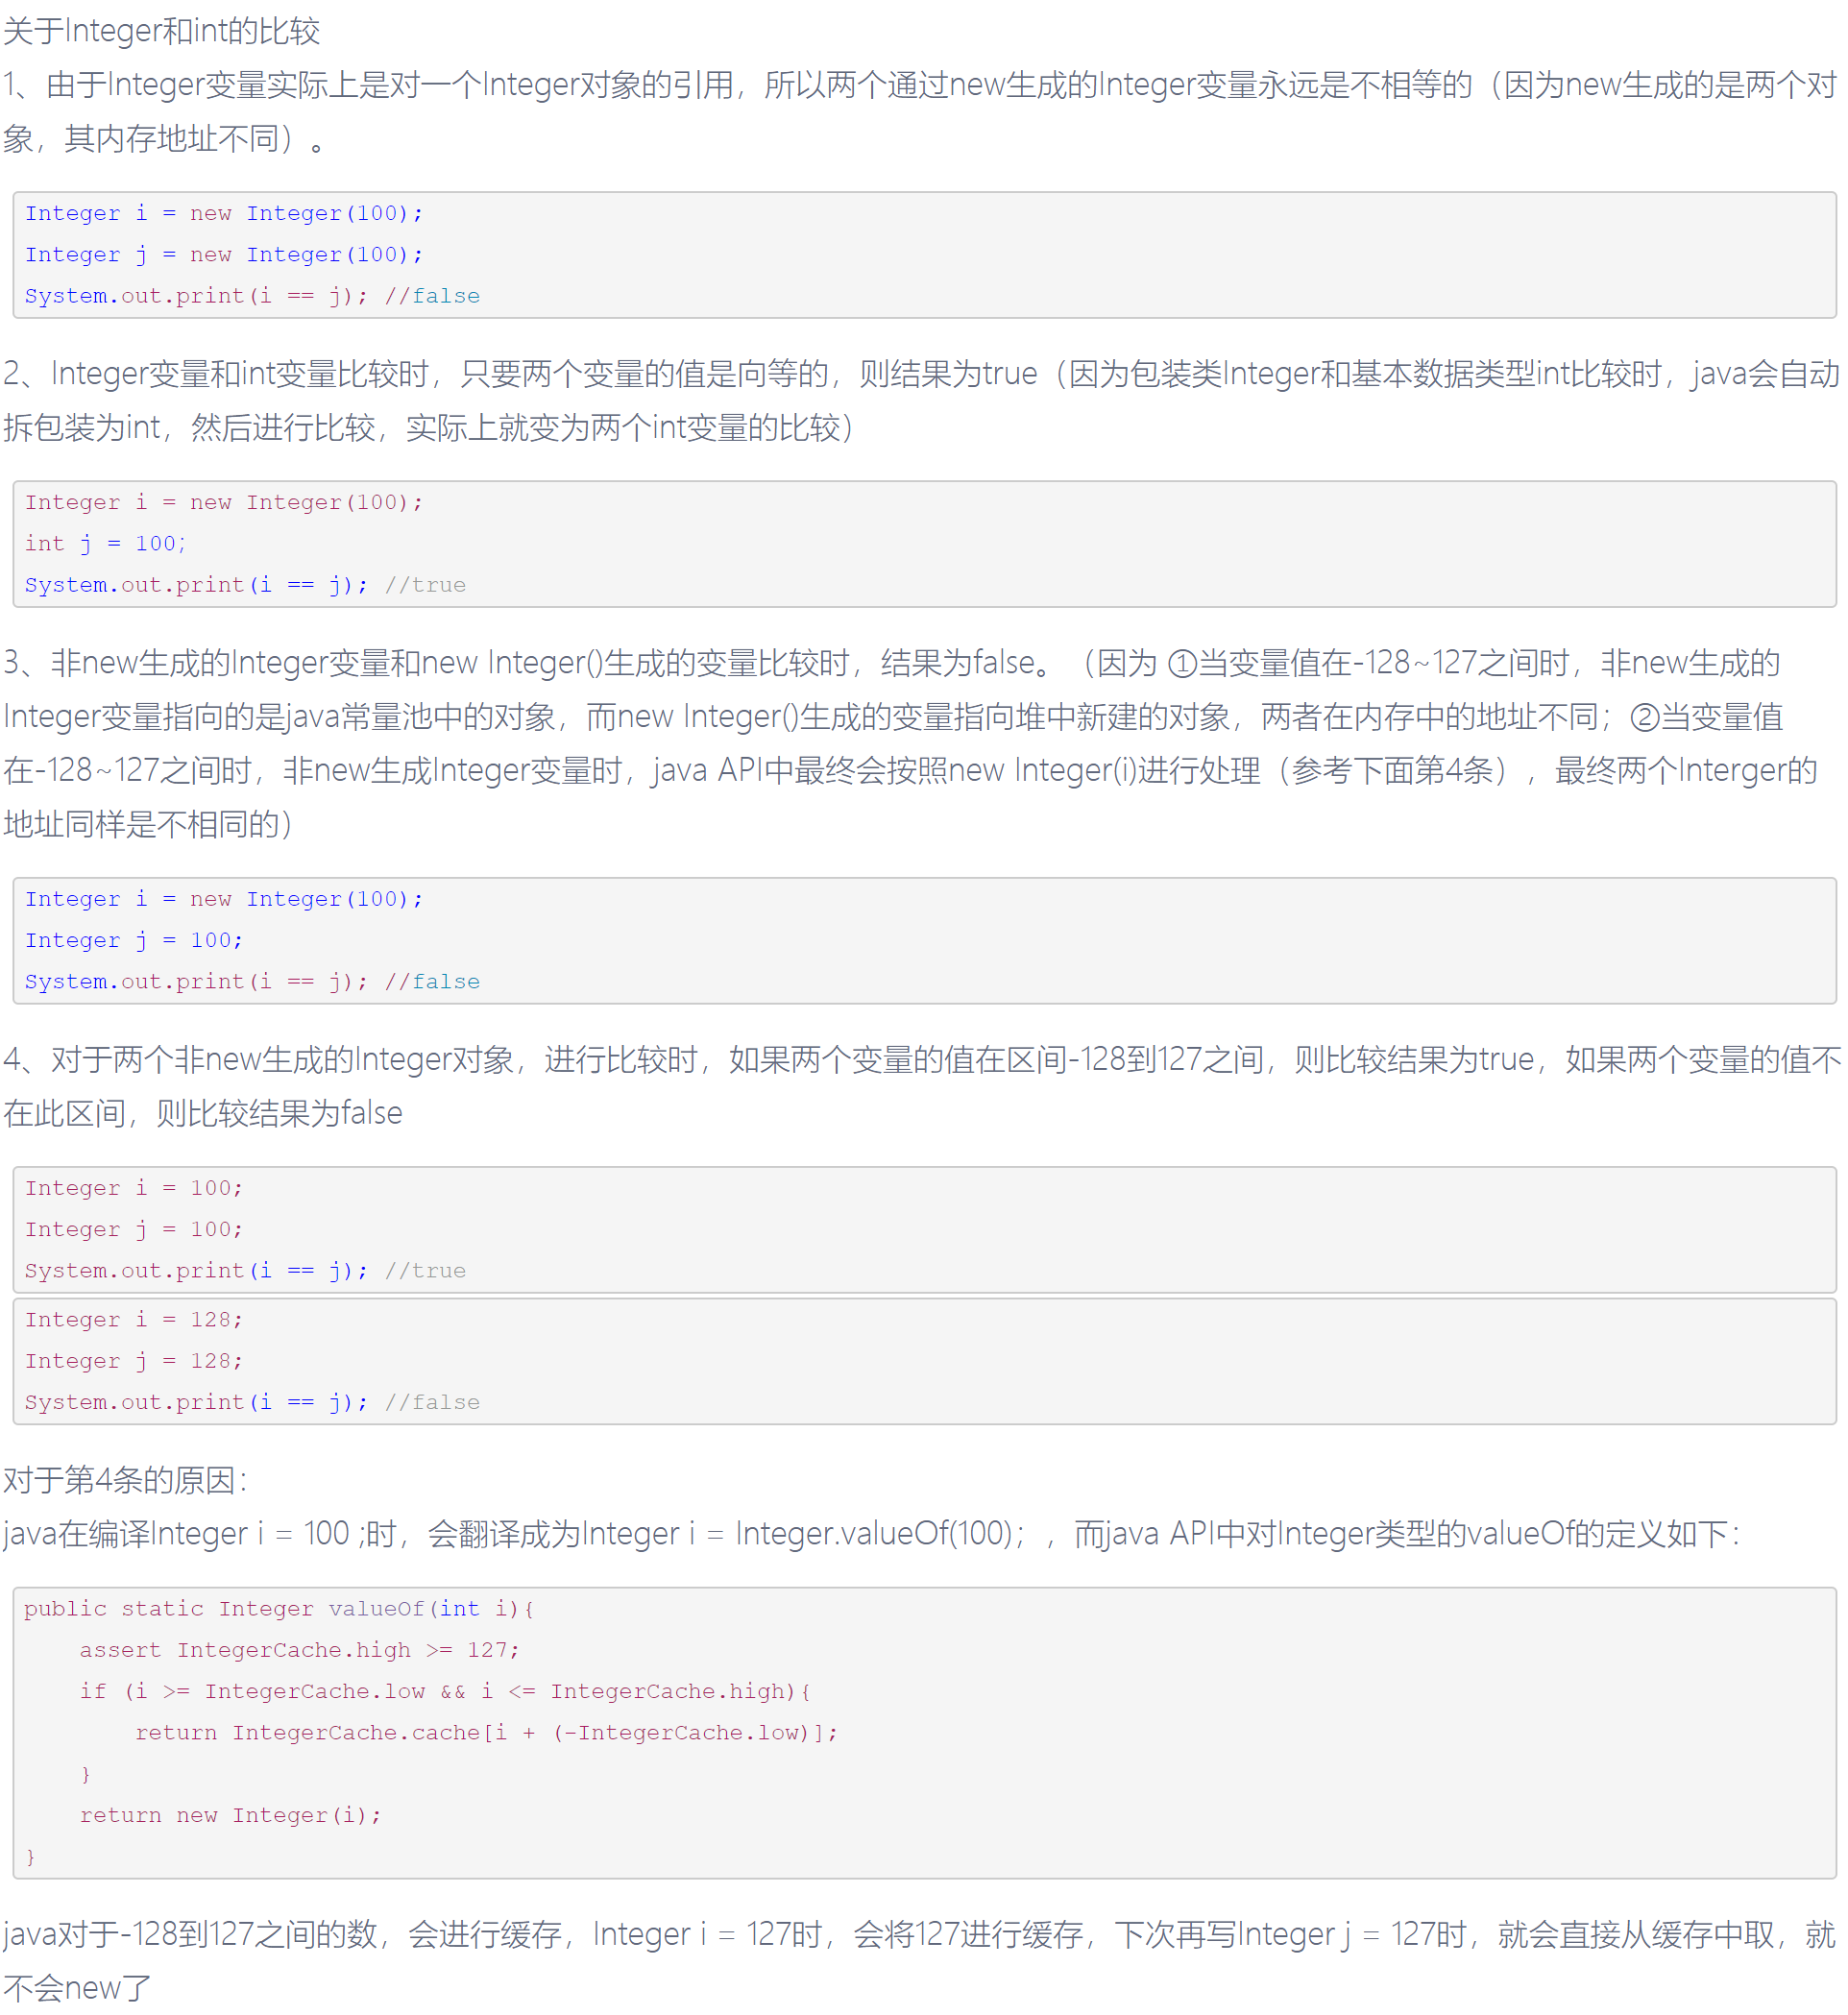 关于Integer和int的比较
1、由于Integer变量实际上是对一个Integer对象的引用，所以两个通过new生成的Integer变量永远是不相等的（因为new生成的是两个对
象，其内存地址不同）。
Integer i = new Integer(100);
Integer j = new Integer(100);
System.out.print(i == j); //false
2、Integer变量和int变量比较时，只要两个变量的值是向等的，则结果为true（因为包装类Integer和基本数据类型int比较时，java会自动
拆包装为int，然后进行比较，实际上就变为两个int变量的比较）
Integer i = new Integer(100);
int j = 100；
System.out.print(i == j); //true
3、非new生成的Integer变量和new Integer()生成的变量比较时，结果为false。（因为 ①当变量值在-128~127之间时，非new生成的
Integer变量指向的是java常量池中的对象，而new Integer()生成的变量指向堆中新建的对象，两者在内存中的地址不同；②当变量值
在-128~127之间时，非new生成Integer变量时，java API中最终会按照new Integer(i)进行处理（参考下面第4条），最终两个Interger的
地址同样是不相同的）
Integer i = new Integer(100);
Integer j = 100;
System.out.print(i == j); //false
4、对于两个非new生成的Integer对象，进行比较时，如果两个变量的值在区间-128到127之间，则比较结果为true，如果两个变量的值不
在此区间，则比较结果为false
Integer i = 100;
Integer j = 100;
System.out.print(i == j); //true
Integer i = 128;
Integer j = 128;
System.out.print(i == j); //false
对于第4条的原因：
java在编译Integer i = 100 ;时，会翻译成为Integer i = Integer.valueOf(100)；，而java API中对Integer类型的valueOf的定义如下：
public static Integer valueOf(int i){
    assert IntegerCache.high >= 127;
    if (i >= IntegerCache.low && i <= IntegerCache.high){
        return IntegerCache.cache[i + (-IntegerCache.low)];
    }
    return new Integer(i);
}
java对于-128到127之间的数，会进行缓存，Integer i = 127时，会将127进行缓存，下次再写Integer j = 127时，就会直接从缓存中取，就
不会new了